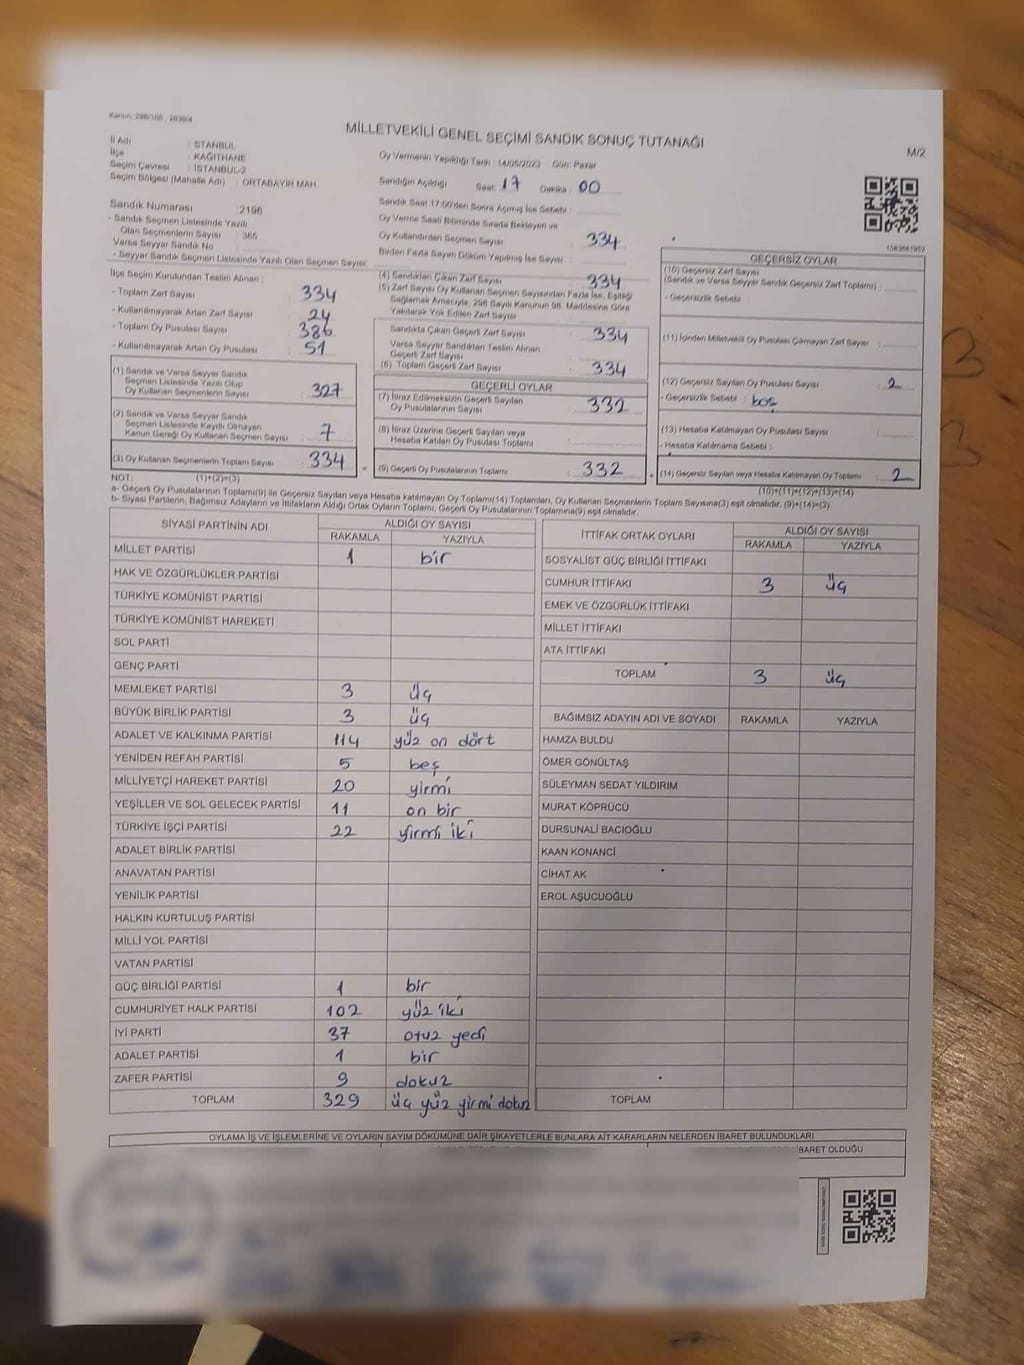 Kanun: 298/105 , 2839/4
MİLLETVEKİLİ GENEL SEÇİMİ SANDIK SONUÇ TUTANAĞI
M/2
İl Adı : STANBUL
İlçe : KAĞITHANE
Seçim Çevresi : İSTANBUL-2
Seçim Bölgesi (Mahalle Adı) : ORTABAYIR MAH.
Oy Vermenin Yapıldığı Tarih : 14/05/2023 Gün: Pazar
Sandığın Açıldığı Saat: 17 Dakika : 00
Sandık Saat 17:00'den Sonra Açılmış İse Sebebi :
Oy Verme Saati Bitiminde Sırada Bekleyen ve
Oy Kullandırılan Seçmen Sayısı : 334
Birden Fazla Sayım Döküm Yapılmış İse Sayısı :
Sandık Numarası : 2196
- Sandık Seçmen Listesinde Yazılı
Olan Seçmenlerin Sayısı : 365
Varsa Seyyar Sandık No :
- Seyyar Sandık Seçmen Listesinde Yazılı Olan Seçmen Sayısı:
İlçe Seçim Kurulundan Teslim Alınan ;
- Toplam Zarf Sayısı : 334
- Kullanılmayarak Artan Zarf Sayısı : 24
- Toplam Oy Pusulası Sayısı : 386
- Kullanılmayarak Artan Oy Pusulası : 51
(1) Sandık ve Varsa Seyyar Sandık
Seçmen Listesinde Yazılı Olup
Oy Kullanan Seçmenlerin Sayısı : 327
(2) Sandık ve Varsa Seyyar Sandık
Seçmen Listesinde Kayıtlı Olmayan
Kanun Gereği Oy Kullanan Seçmen Sayısı : 7
(3) Oy Kullanan Seçmenlerin Toplam Sayısı : 334
(4) Sandıktan Çıkan Zarf Sayısı : 334
(5) Zarf Sayısı Oy Kullanan Seçmen Sayısından Fazla İse, Eşitliği
Sağlamak Amacıyla, 298 Sayılı Kanunun 98. Maddesine Göre
Yakılarak Yok Edilen Zarf Sayısı :
Sandıkta Çıkan Geçerli Zarf Sayısı : 334
Varsa Seyyar Sandıktan Teslim Alınan
Geçerli Zarf Sayısı :
(6) Toplam Geçerli Zarf Sayısı : 334
GEÇERLİ OYLAR
(7) İtiraz Edilmeksizin Geçerli Sayılan
Oy Pusulalarının Sayısı : 332
(8) İtiraz Üzerine Geçerli Sayılan veya
Hesaba Katılan Oy Pusulası Toplamı :
(9) Geçerli Oy Pusulalarının Toplamı : 332
1583661952
GEÇERSİZ OYLAR
(10) Geçersiz Zarf Sayısı
(Sandık ve Varsa Seyyar Sandık Geçersiz Zarf Toplamı) :
- Geçersizlik Sebebi :
(11) İçinden Milletvekili Oy Pusulası Çıkmayan Zarf Sayısı :
(12) Geçersiz Sayılan Oy Pusulası Sayısı : 2
- Geçersizlik Sebebi : boş
(13) Hesaba Katılmayan Oy Pusulası Sayısı :
- Hesaba Katılmama Sebebi :
(14) Geçersiz Sayılan veya Hesaba Katılmayan Oy Toplamı : 2
NOT: (1)+(2)=(3)
(10)+(11)+(12)+(13)=(14)
a- Geçerli Oy Pusulalarının Toplamı(9) ile Geçersiz Sayılan veya Hesaba katılmayan Oy Toplamı(14) Toplamları, Oy Kullanan Seçmenlerin Toplam Sayısına(3) eşit olmalıdır. (9)+(14)=(3)
b- Siyasi Partilerin, Bağımsız Adayların ve İttifakların Aldığı Ortak Oyların Toplamı, Geçerli Oy Pusulalarının Toplamına(9) eşit olmalıdır.
SİYASİ PARTİNİN ADI ALDIĞI OY SAYISI
RAKAMLA YAZIYLA
MİLLET PARTİSİ 1 bir
HAK VE ÖZGÜRLÜKLER PARTİSİ
TÜRKİYE KOMÜNİST PARTİSİ
TÜRKİYE KOMÜNİST HAREKETİ
SOL PARTİ
GENÇ PARTİ
MEMLEKET PARTİSİ 3 üç
BÜYÜK BİRLİK PARTİSİ 3 üç
ADALET VE KALKINMA PARTİSİ 114 yüz on dört
YENİDEN REFAH PARTİSİ 5 beş
MİLLİYETÇİ HAREKET PARTİSİ 20 yirmi
YEŞİLLER VE SOL GELECEK PARTİSİ 11 on bir
TÜRKİYE İŞÇİ PARTİSİ 22 yirmi iki
ADALET BİRLİK PARTİSİ
ANAVATAN PARTİSİ
YENİLİK PARTİSİ
HALKIN KURTULUŞ PARTİSİ
MİLLİ YOL PARTİSİ
VATAN PARTİSİ
GÜÇ BİRLİĞİ PARTİSİ 1 bir
CUMHURİYET HALK PARTİSİ 102 yüz iki
İYİ PARTİ 37 otuz yedi
ADALET PARTİSİ 1 bir
ZAFER PARTİSİ 9 dokuz
TOPLAM 329 üç yüz yirmi dokuz
İTTİFAK ORTAK OYLARI ALDIĞI OY SAYISI
RAKAMLA YAZIYLA
SOSYALİST GÜÇ BİRLİĞİ İTTİFAKI
CUMHUR İTTİFAKI 3 üç
EMEK VE ÖZGÜRLÜK İTTİFAKI
MİLLET İTTİFAKI
ATA İTTİFAKI
TOPLAM 3 üç
BAĞIMSIZ ADAYIN ADI VE SOYADI RAKAMLA YAZIYLA
HAMZA BULDU
ÖMER GÖNÜLTAŞ
SÜLEYMAN SEDAT YILDIRIM
MURAT KÖPRÜCÜ
DURSUNALİ BACIOĞLU
KAAN KONANCİ
CİHAT AK
EROL AŞUCUOĞLU
TOPLAM
OYLAMA İŞ VE İŞLEMLERİNE VE OYLARIN SAYIM DÖKÜMÜNE DAİR ŞİKAYETLERLE BUNLARA AİT KARARLARIN NELERDEN İBARET BULUNDUKLARI
BARET OLDUĞU